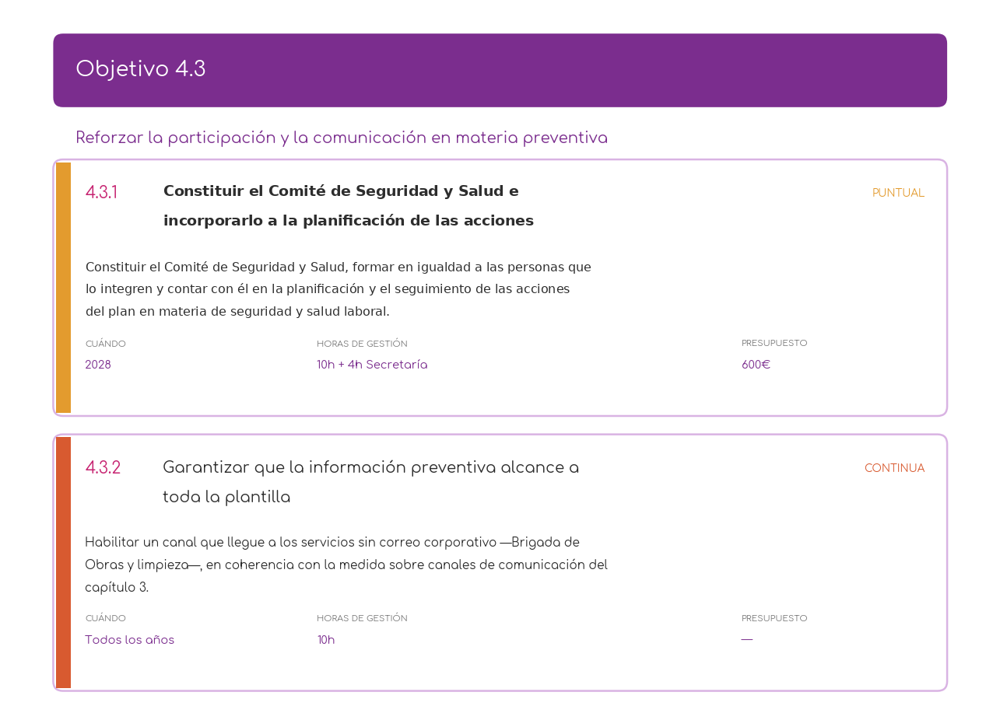 Objetivo 4.3
Reforzar la participación y la comunicación en materia preventiva
4.3.1
Constituir el Comité de Seguridad y Salud e
incorporarlo a la planificación de las acciones
PUNTUAL
Constituir el Comité de Seguridad y Salud, formar en igualdad a las personas que
lo integren y contar con él en la planificación y el seguimiento de las acciones
del plan en materia de seguridad y salud laboral.
CUÁNDO
HORAS DE GESTIÓN
PRESUPUESTO
2028
10h + 4h Secretaría
600€
4.3.2
Garantizar que la información preventiva alcance a
toda la plantilla
CONTINUA
Habilitar un canal que llegue a los servicios sin correo corporativo —Brigada de
Obras y limpieza—, en coherencia con la medida sobre canales de comunicación del
capítulo 3.
CUÁNDO
HORAS DE GESTIÓN
PRESUPUESTO
Todos los años
10h
—